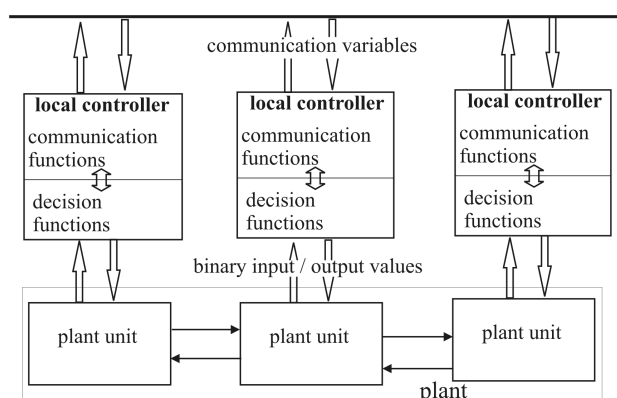 communication variables
local controller
communication
functions
decision
functions
local controller
communication
functions
decision
functions
local controller
communication
functions
decision
functions
binary input / output values
plant unit
plant unit
plant unit
plant